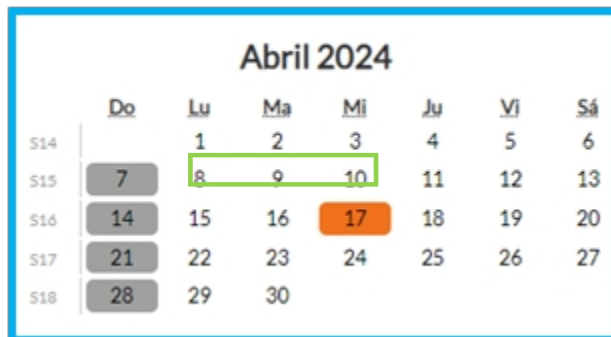 Abril 2024
Do Lu Ma Mi Ju Vi Sá
S14 1 2 3 4 5 6
S15 7 8 9 10 11 12 13
S16 14 15 16 17 18 19 20
S17 21 22 23 24 25 26 27
S18 28 29 30